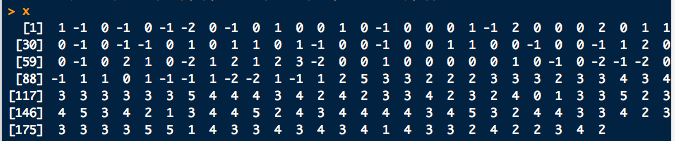 > x
[1] 1 -1 0 -1 0 -1 -2 0 -1 0 1 0 0 1 0 -1 0 0 0 1 -1 2 0 0 0 2 0 1 1
[30] 0 -1 0 -1 -1 0 1 0 1 1 0 1 -1 0 0 -1 0 0 1 1 0 0 -1 0 0 -1 1 2 0
[59] 0 -1 0 2 1 0 -2 1 2 1 2 3 -2 0 0 1 0 0 0 0 0 1 0 -1 0 -2 -1 -2 0
[88] -1 1 1 0 1 -1 -1 1 -2 -2 1 -1 1 2 5 3 3 2 2 2 3 3 3 2 3 3 4 3 4
[117] 3 3 3 3 3 3 5 4 4 4 3 4 2 4 2 3 3 4 2 3 2 4 0 1 3 3 5 2 3
[146] 4 5 3 4 2 1 3 4 4 5 2 4 3 4 4 4 4 3 4 5 3 2 4 4 3 3 4 2 3
[175] 3 3 3 3 5 5 1 4 3 3 4 3 4 3 4 1 4 3 3 2 4 2 2 3 4 2